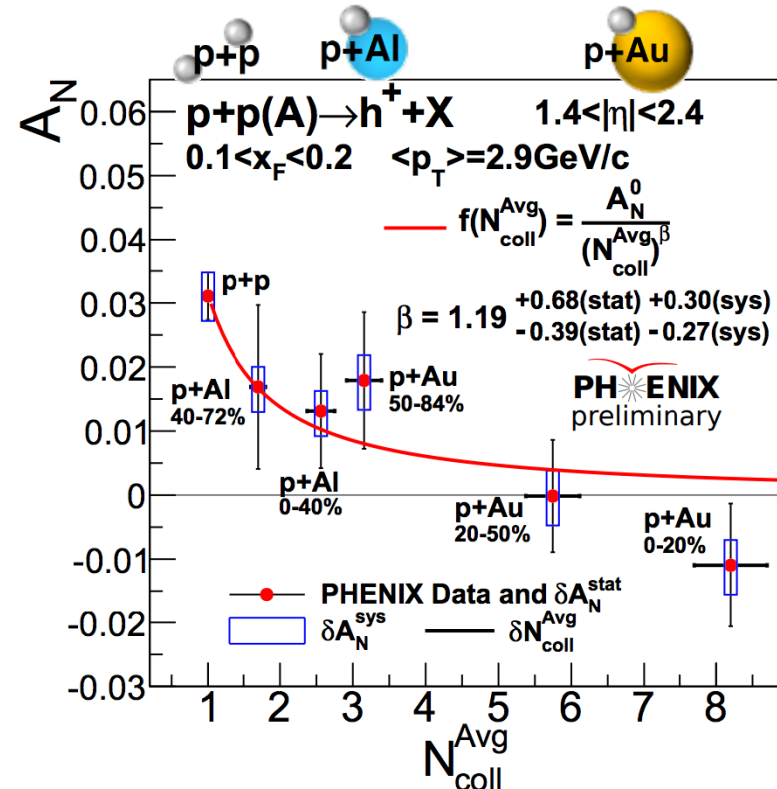 p+p p+Al p+Au
A_N
p+p(A)→h⁺+X 1.4<|η|<2.4
0.1<x_F<0.2 <p_T>=2.9GeV/c
f(N_coll^Avg) = A_N^0 / (N_coll^Avg)^β
β = 1.19 +0.68(stat) +0.30(sys)
−0.39(stat) −0.27(sys)
PHENIX
preliminary
p+p
p+Al
40-72%
p+Al
0-40%
p+Au
50-84%
p+Au
20-50%
p+Au
0-20%
PHENIX Data and δA_N^stat
δA_N^sys δN_coll^Avg
0.06
0.05
0.04
0.03
0.02
0.01
0
-0.01
-0.02
-0.03
1 2 3 4 5 6 7 8
N_coll^Avg